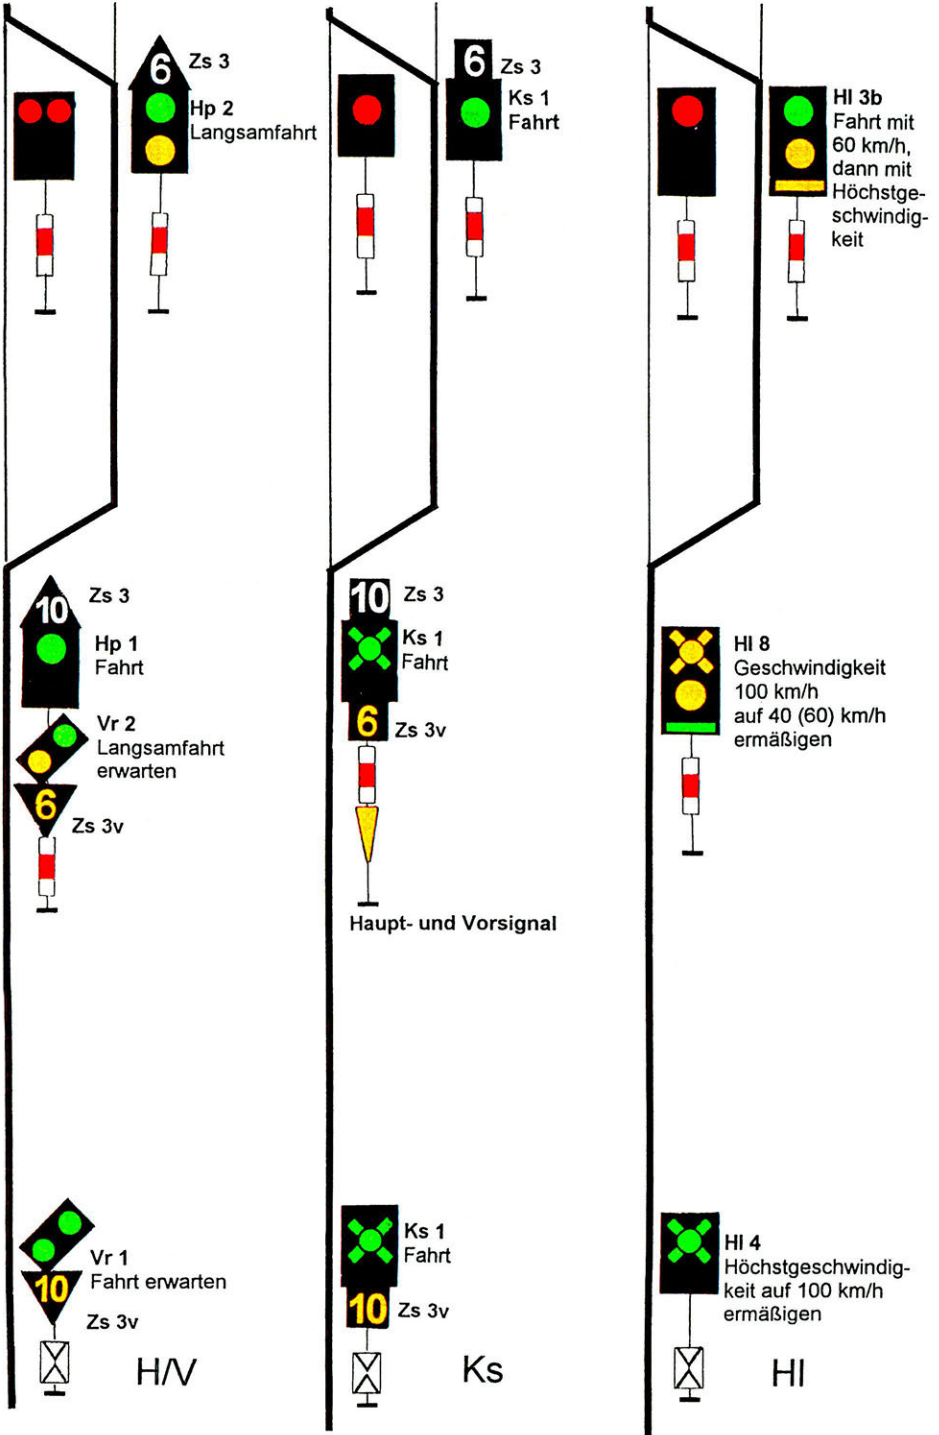 6
Zs 3
Hp 2
Langsamfahrt
10
Zs 3
Hp 1
Fahrt
Vr 2
Langsamfahrt
erwarten
6
Zs 3v
Vr 1
Fahrt erwarten
10
Zs 3v
H/V
6
Zs 3
Ks 1
Fahrt
10
Zs 3
Ks 1
Fahrt
6
Zs 3v
Haupt- und Vorsignal
Ks 1
Fahrt
10
Zs 3v
Ks
Hl 3b
Fahrt mit
60 km/h,
dann mit
Höchstge-
schwindig-
keit
Hl 8
Geschwindigkeit
100 km/h
auf 40 (60) km/h
ermäßigen
Hl 4
Höchstgeschwindig-
keit auf 100 km/h
ermäßigen
Hl